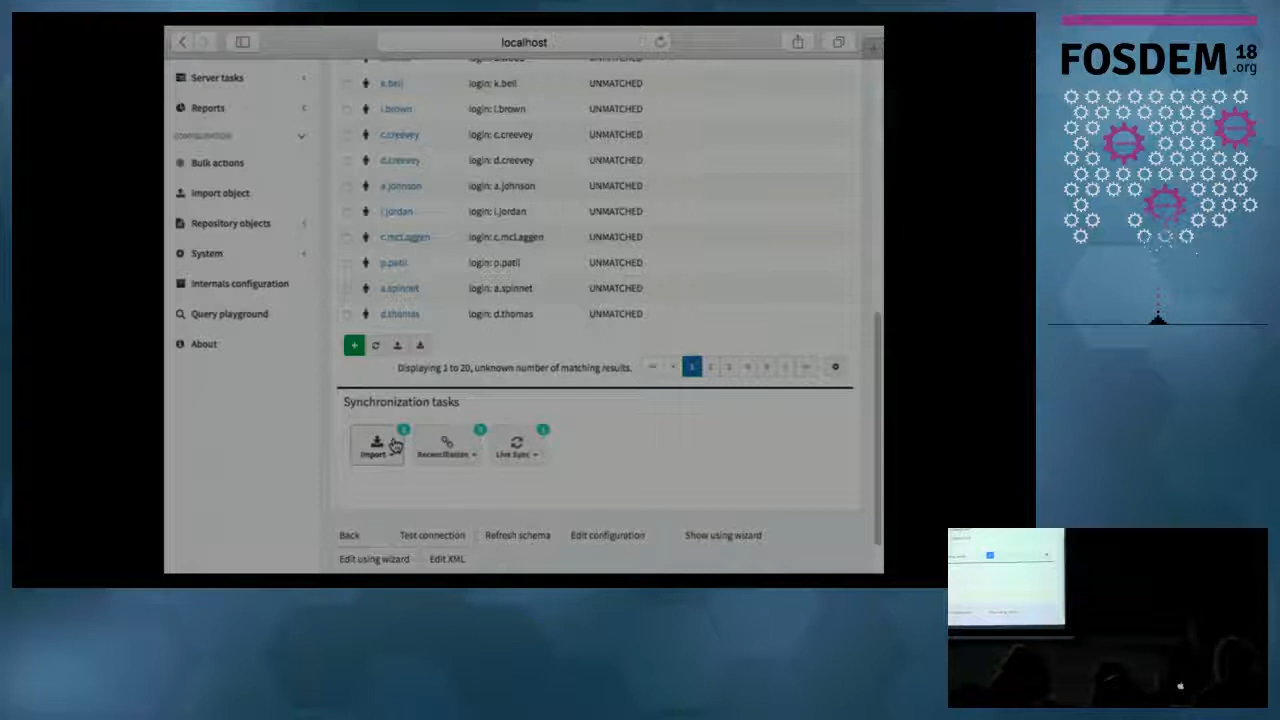 localhost
FOSDEM 18 .org
Server tasks
k.bell login: k.bell UNMATCHED
Reports
l.brown login: l.brown UNMATCHED
CONFIGURATION
c.creevey login: c.creevey UNMATCHED
Bulk actions
d.creevey login: d.creevey UNMATCHED
Import object
a.johnson login: a.johnson UNMATCHED
Repository objects
l.jordan login: l.jordan UNMATCHED
System
c.mcLaggen login: c.mcLaggen UNMATCHED
p.patil login: p.patil UNMATCHED
Internals configuration
a.spinnet login: a.spinnet UNMATCHED
Query playground
d.thomas login: d.thomas UNMATCHED
About
Displaying 1 to 20, unknown number of matching results. 1 2 3
Synchronization tasks
Import Reconciliation Live Sync
Back Test connection Refresh schema Edit configuration Show using wizard
Edit using wizard Edit XML